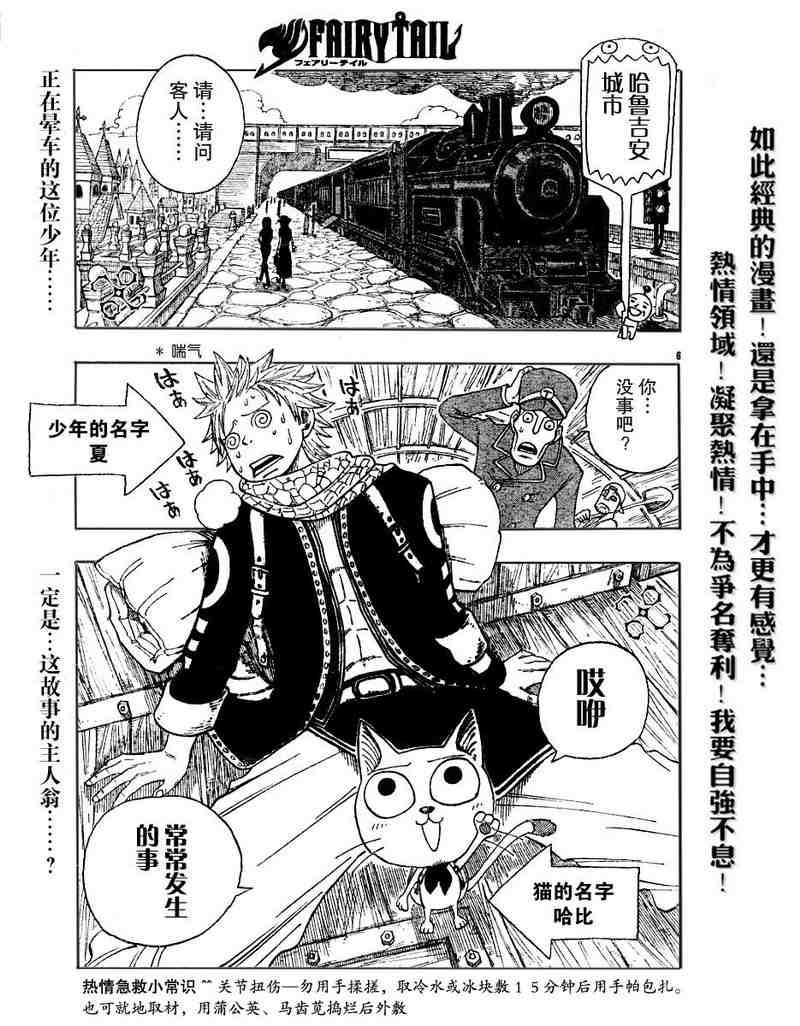 FAIRY TAIL
フェアリーテイル
如此經典的漫畫！還是拿在手中…才更有感覺…
熱情領域！凝聚熱情！不為爭名奪利！我要自強不息！
哈鲁吉安
城市
请…请问
客人……
正在晕车的这位少年……
6
* 喘气
你…
没事吧？
はぁ
はぁ
はぁ
はぁ
少年的名字
夏
哎咿
常常发生
的事
猫的名字
哈比
一定是…这故事的主人翁……？
热情急救小常识^^关节扭伤—勿用手揉搓，取冷水或冰块敷１５分钟后用手帕包扎。
也可就地取材，用蒲公英、马齿苋捣烂后外敷